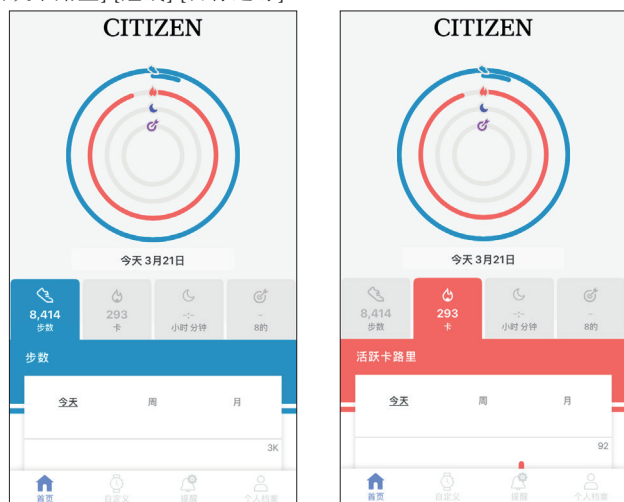 CITIZEN
今天 3月21日
8,414
步数
293
卡
-:-
小时 分钟
–
8的
步数
今天
周
月
3K
首页
自定义
提醒
个人档案
CITIZEN
今天 3月21日
8,414
步数
293
卡
-:-
小时 分钟
–
8的
活跃卡路里
今天
周
月
92
首页
自定义
提醒
个人档案